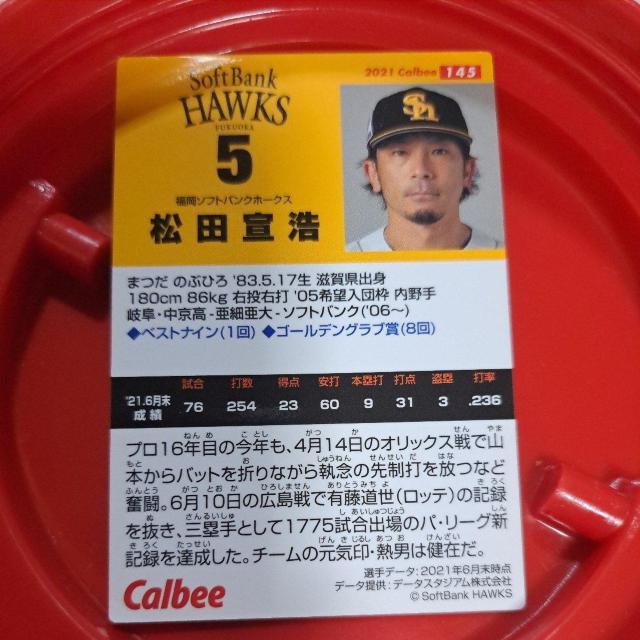 SoftBank
HAWKS
FUKUOKA
5
福岡ソフトバンクホークス
松田宣浩
2021 Calbee 145
SH
まつだ のぶひろ '83.5.17生 滋賀県出身
180cm 86kg 右投右打 '05希望入団枠 内野手
岐阜・中京高-亜細亜大-ソフトバンク('06~)
◆ベストナイン(1回) ◆ゴールデングラブ賞(8回)
試合 打数 得点 安打 本塁打 打点 盗塁 打率
'21.6月末
成績 76 254 23 60 9 31 3 .236
プロ16年目の今年も、4月14日のオリックス戦で山
本からバットを折りながら執念の先制打を放つなど
奮闘。6月10日の広島戦で有藤道世(ロッテ)の記録
を抜き、三塁手として1775試合出場のパ・リーグ新
記録を達成した。チームの元気印・熱男は健在だ。
選手データ:2021年6月末時点
データ提供:データスタジアム株式会社
Calbee
© SoftBank HAWKS